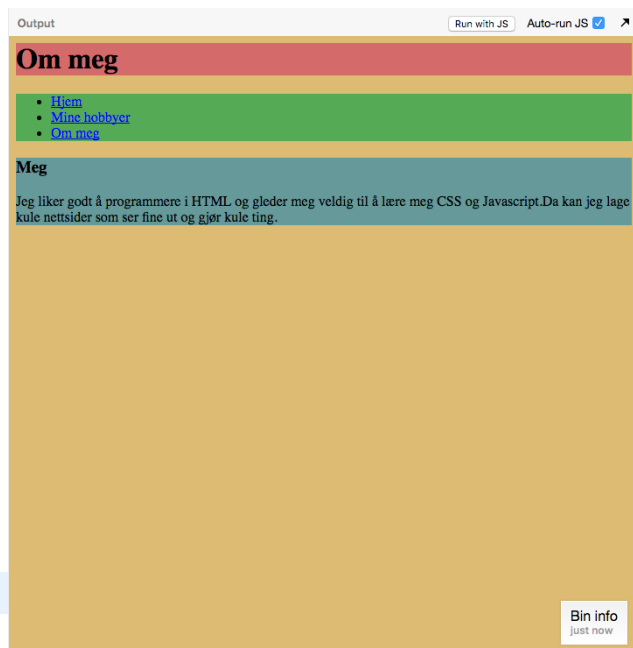 Output Run with JS Auto-run JS
Om meg
Hjem
Mine hobbyer
Om meg
Meg
Jeg liker godt å programmere i HTML og gleder meg veldig til å lære meg CSS og Javascript.Da kan jeg lage
kule nettsider som ser fine ut og gjør kule ting.
Bin info
just now